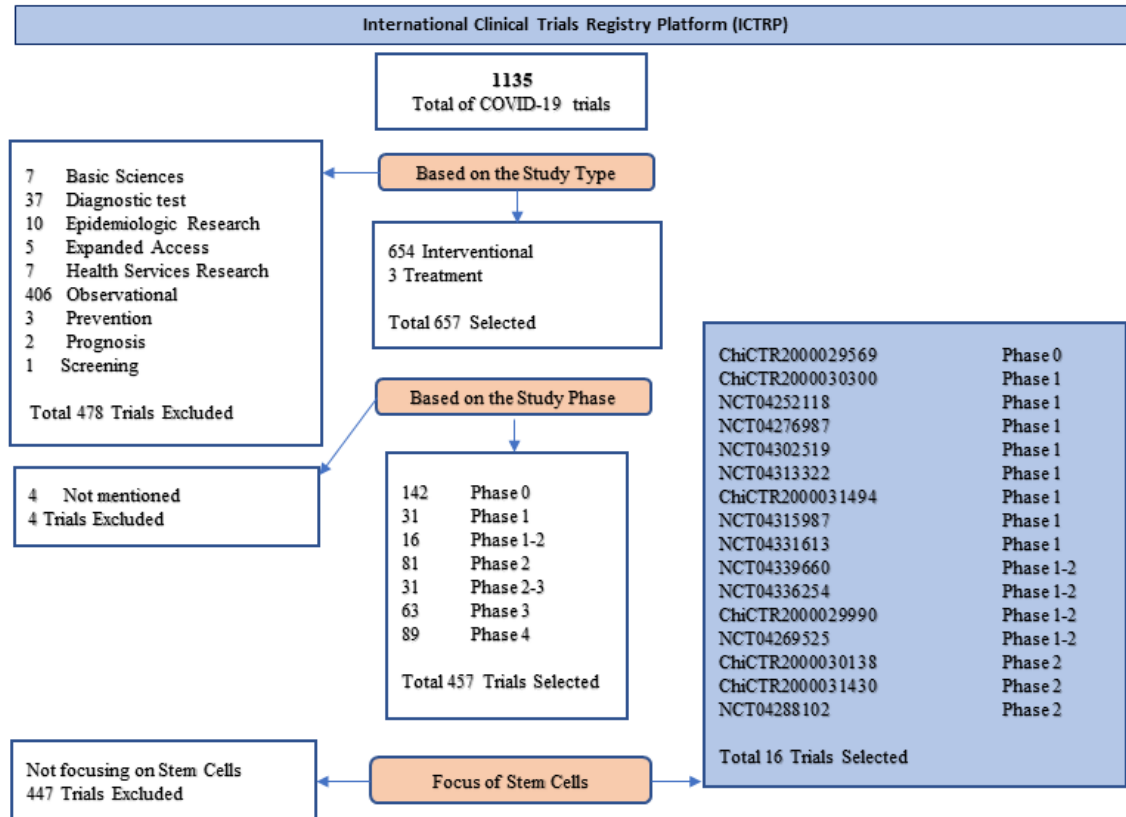 International Clinical Trials Registry Platform (ICTRP)
1135
Total of COVID-19 trials
Based on the Study Type
7 Basic Sciences
37 Diagnostic test
10 Epidemiologic Research
5 Expanded Access
7 Health Services Research
406 Observational
3 Prevention
2 Prognosis
1 Screening
Total 478 Trials Excluded
654 Interventional
3 Treatment
Total 657 Selected
Based on the Study Phase
4 Not mentioned
4 Trials Excluded
142 Phase 0
31 Phase 1
16 Phase 1-2
81 Phase 2
31 Phase 2-3
63 Phase 3
89 Phase 4
Total 457 Trials Selected
Focus of Stem Cells
Not focusing on Stem Cells
447 Trials Excluded
ChiCTR2000029569 Phase 0
ChiCTR2000030300 Phase 1
NCT04252118 Phase 1
NCT04276987 Phase 1
NCT04302519 Phase 1
NCT04313322 Phase 1
ChiCTR2000031494 Phase 1
NCT04315987 Phase 1
NCT04331613 Phase 1
NCT04339660 Phase 1-2
NCT04336254 Phase 1-2
ChiCTR2000029990 Phase 1-2
NCT04269525 Phase 1-2
ChiCTR2000030138 Phase 2
ChiCTR2000031430 Phase 2
NCT04288102 Phase 2
Total 16 Trials Selected